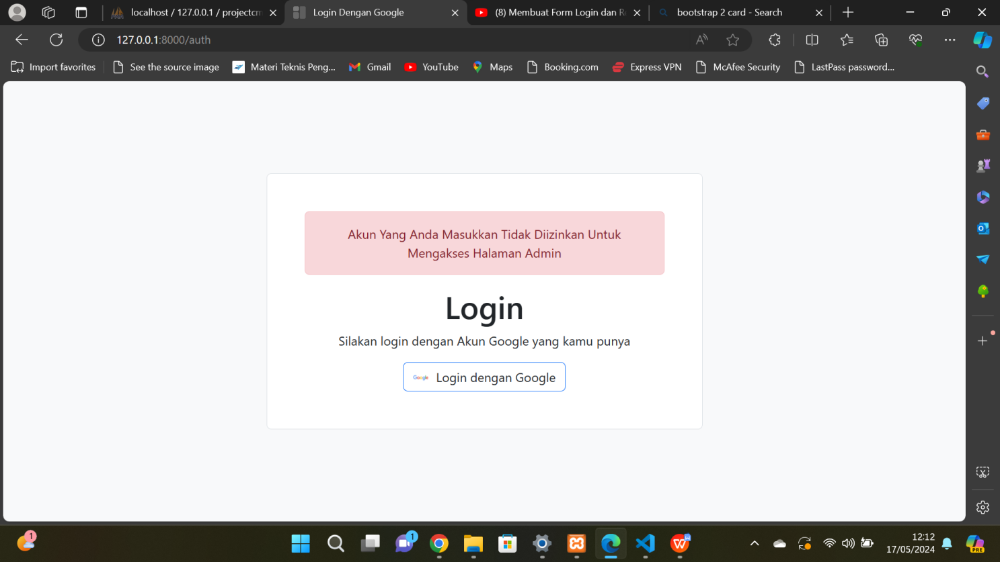 localhost / 127.0.0.1 / projectcm
Login Dengan Google
(8) Membuat Form Login dan R
bootstrap 2 card - Search
127.0.0.1:8000/auth
Import favorites
See the source image
Materi Teknis Peng...
Gmail
YouTube
Maps
Booking.com
Express VPN
McAfee Security
LastPass password...
Akun Yang Anda Masukkan Tidak Diizinkan Untuk
Mengakses Halaman Admin
Login
Silakan login dengan Akun Google yang kamu punya
Google Login dengan Google
1
1
12:12
17/05/2024
PRE